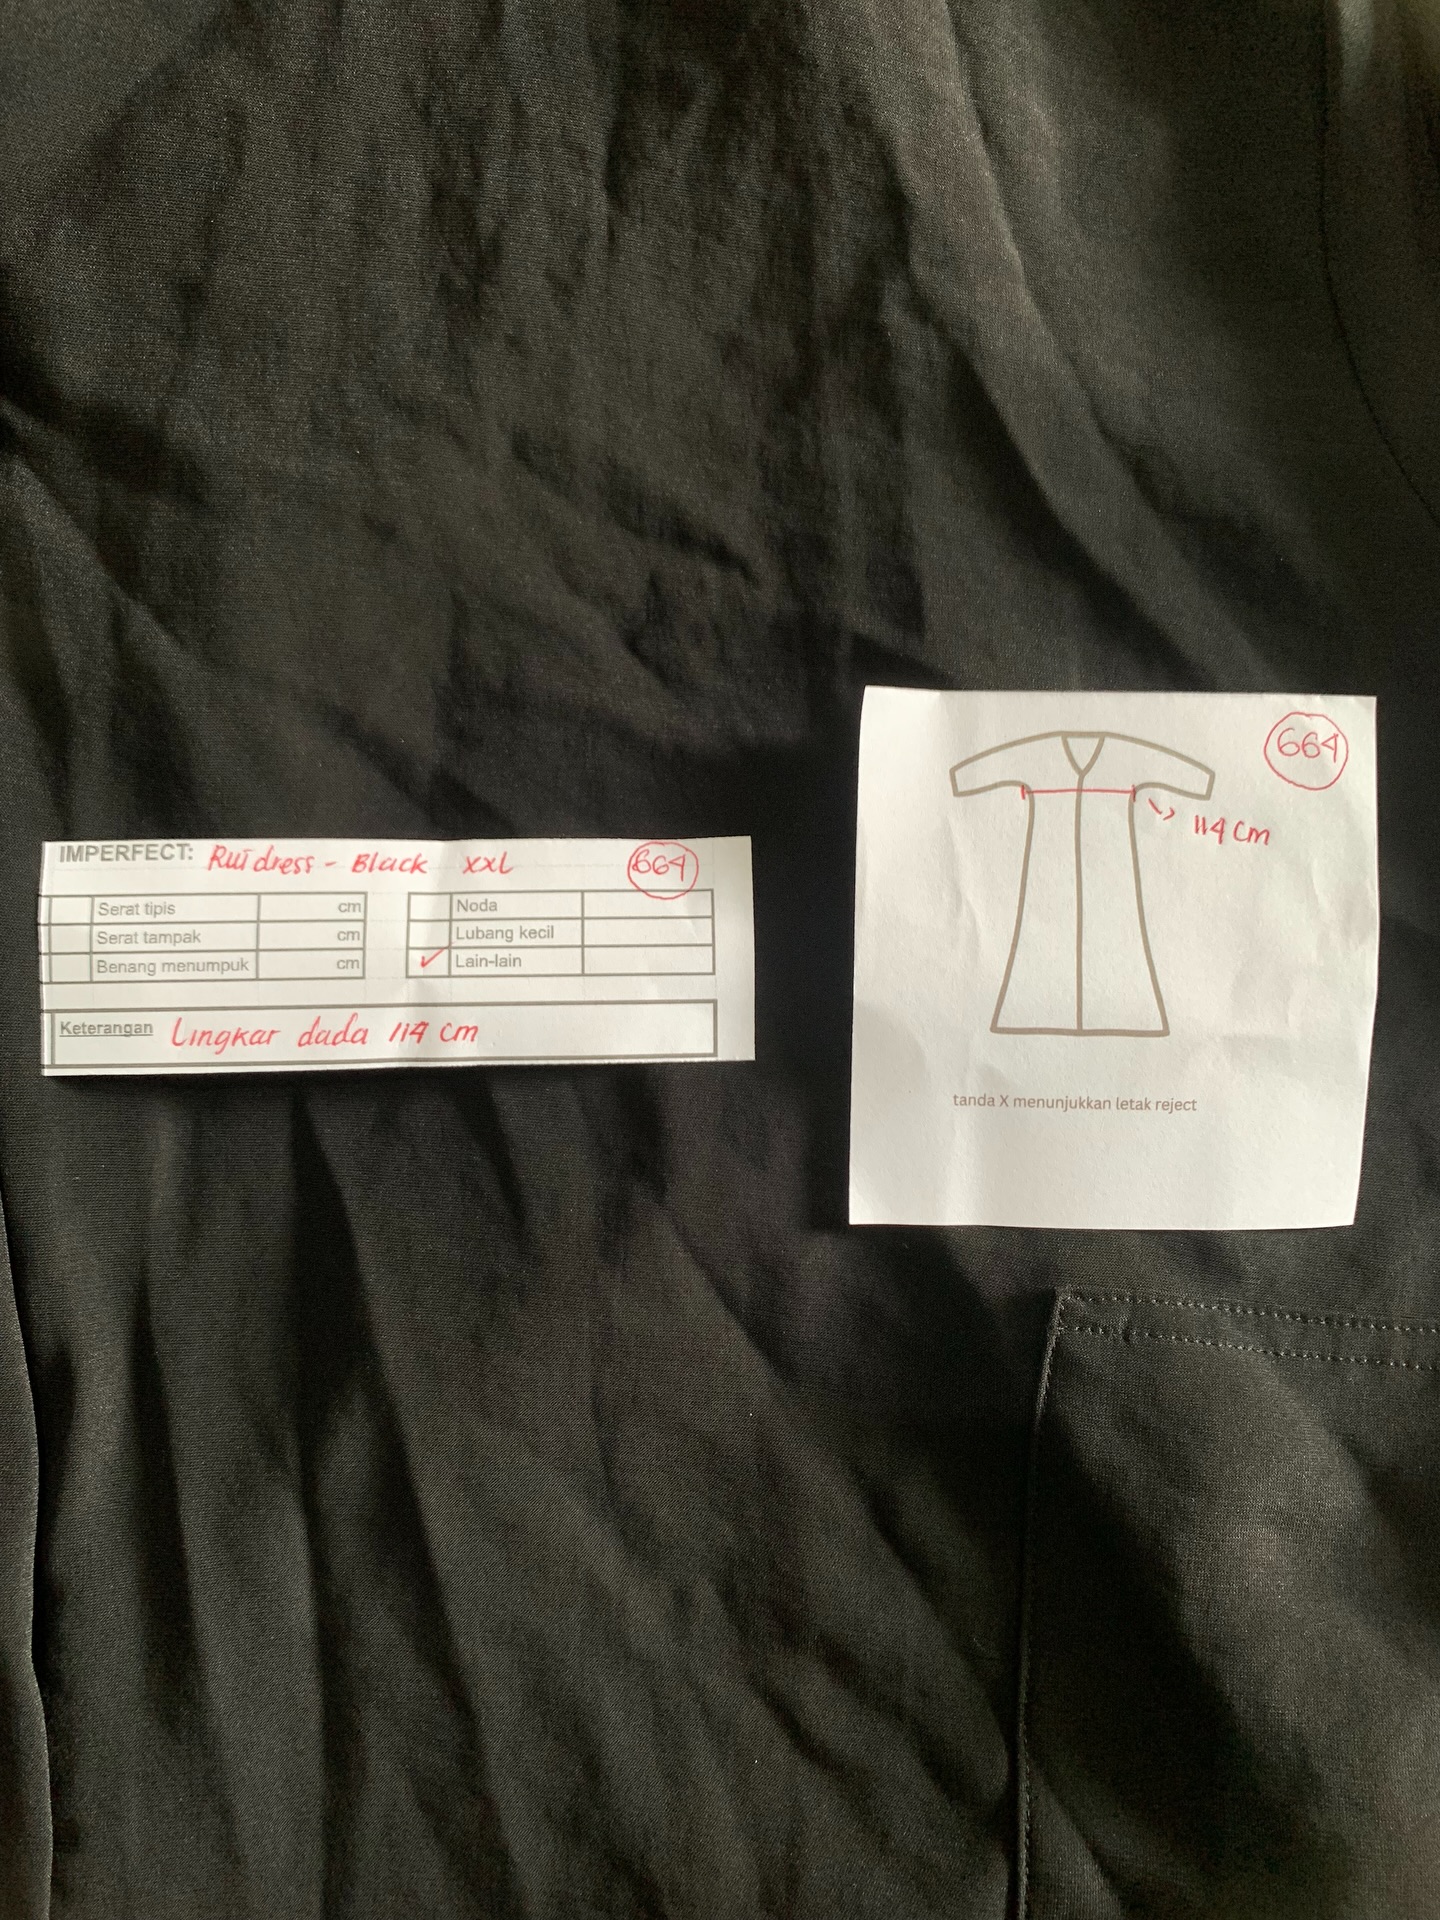 IMPERFECT: Rui dress - Black XXL 664
Serat tipis cm Noda
Serat tampak cm Lubang kecil
Benang menumpuk cm ✓ Lain-lain
Keterangan Lingkar dada 114 cm
664
114 cm
tanda X menunjukkan letak reject